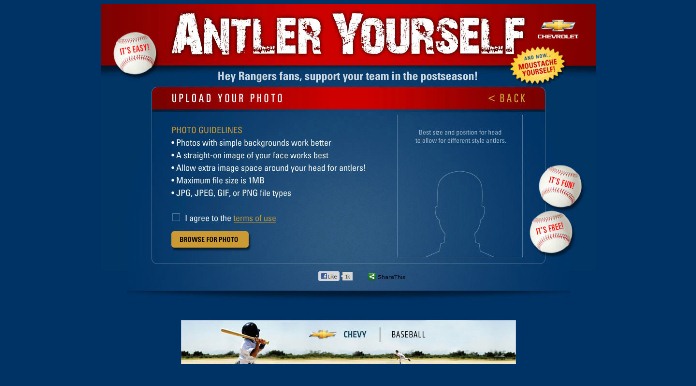 ANTLER YOURSELF
CHEVROLET
IT'S EASY!
AND NOW...
MOUSTACHE
YOURSELF!
Hey Rangers fans, support your team in the postseason!
UPLOAD YOUR PHOTO
< BACK
PHOTO GUIDELINES
• Photos with simple backgrounds work better
• A straight-on image of your face works best
• Allow extra image space around your head for antlers!
• Maximum file size is 1MB
• JPG, JPEG, GIF, or PNG file types
Best size and position for head
to allow for different style antlers.
I agree to the terms of use
BROWSE FOR PHOTO
IT'S FUN!
IT'S FREE!
Like 1k
ShareThis
CHEVY | BASEBALL